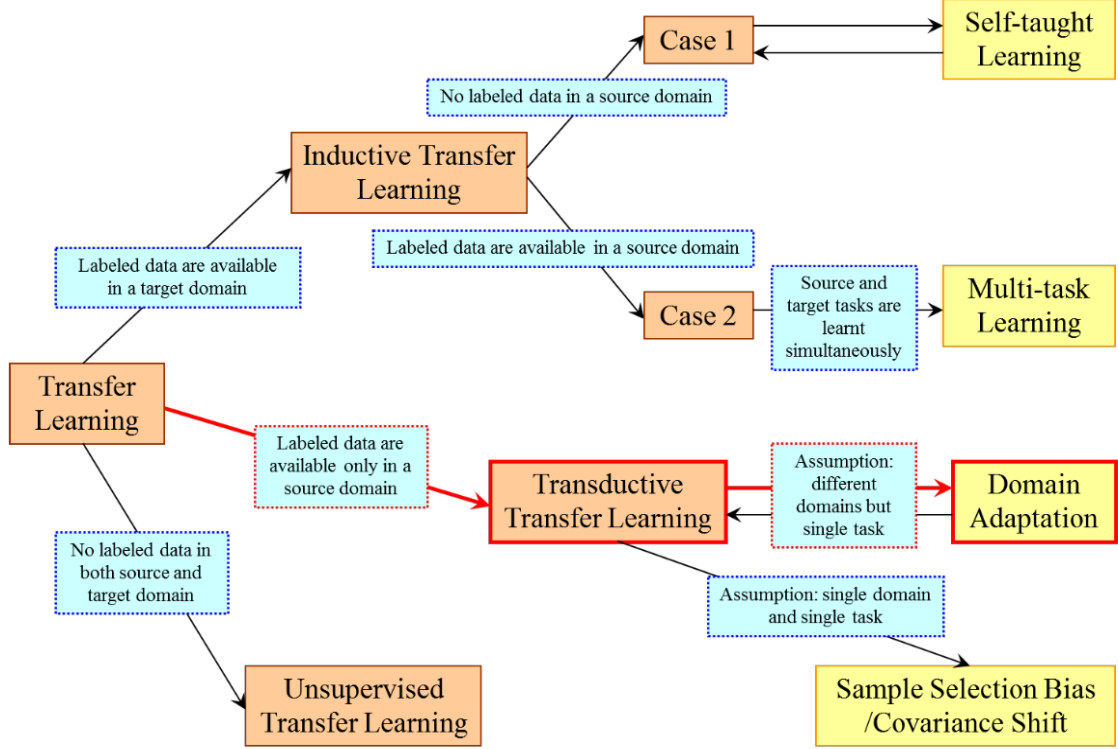 Case 1
Self-taught
Learning
No labeled data in a source domain
Inductive Transfer
Learning
Labeled data are available in a source domain
Labeled data are available
in a target domain
Case 2
Source and
target tasks are
learnt
simultaneously
Multi-task
Learning
Transfer
Learning
Labeled data are
available only in a
source domain
Transductive
Transfer Learning
Assumption:
different
domains but
single task
Domain
Adaptation
No labeled data in
both source and
target domain
Assumption: single domain
and single task
Unsupervised
Transfer Learning
Sample Selection Bias
/Covariance Shift